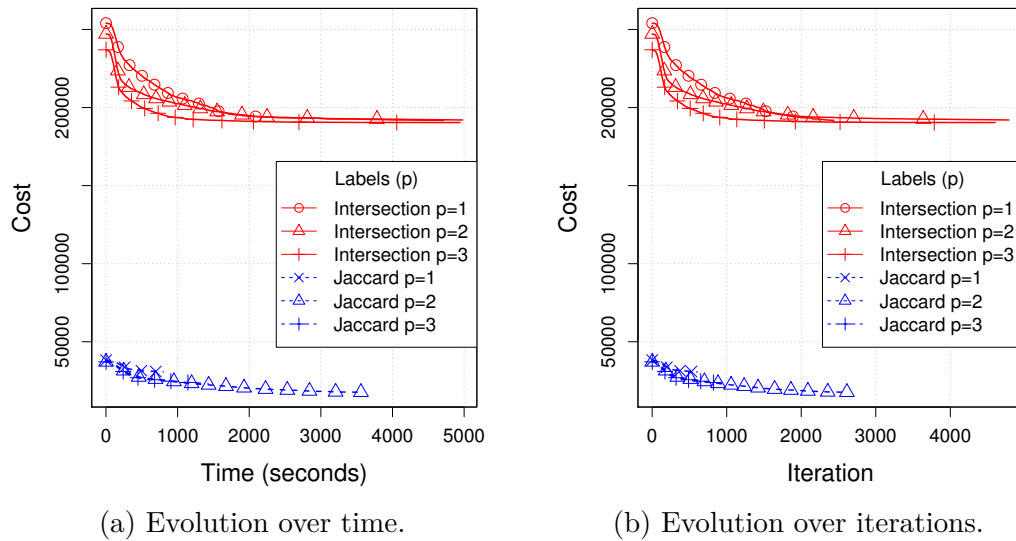 Cost
50000
100000
200000
0
1000
2000
3000
4000
5000
Time (seconds)
Labels (p)
Intersection p=1
Intersection p=2
Intersection p=3
Jaccard p=1
Jaccard p=2
Jaccard p=3
(a) Evolution over time.
Cost
50000
100000
200000
0
1000
2000
3000
4000
Iteration
Labels (p)
Intersection p=1
Intersection p=2
Intersection p=3
Jaccard p=1
Jaccard p=2
Jaccard p=3
(b) Evolution over iterations.